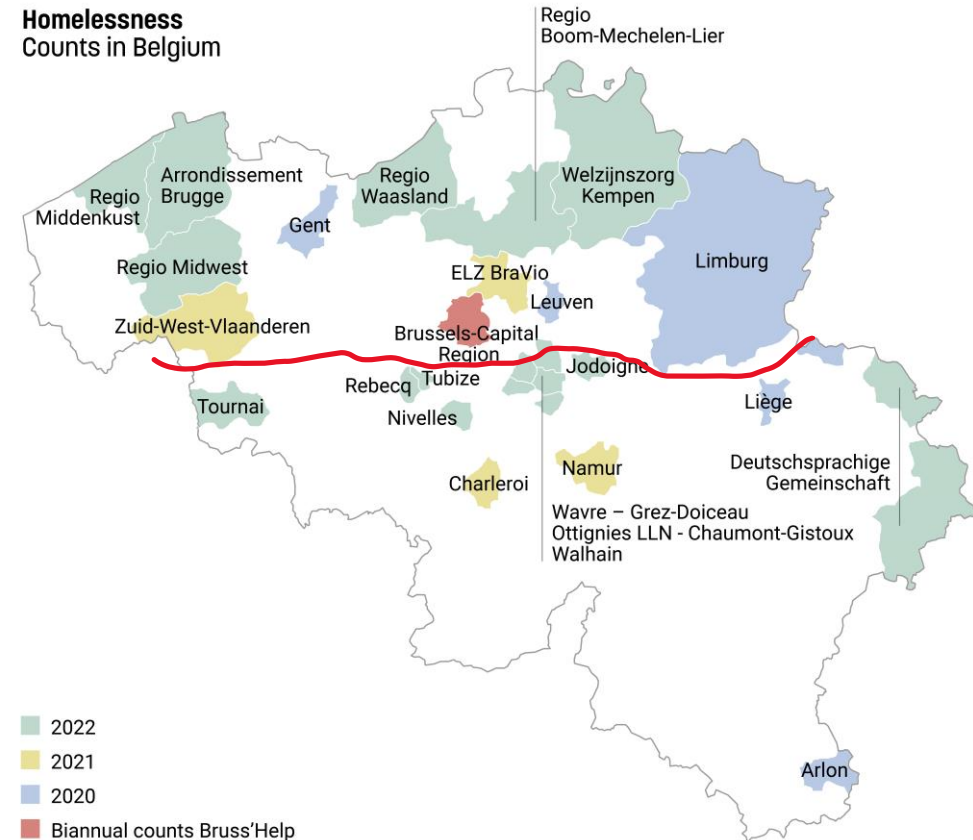 Homelessness
Counts in Belgium
Regio
Boom-Mechelen-Lier
Regio
Middenkust
Arrondissement
Brugge
Gent
Regio
Waasland
Welzijnszorg
Kempen
Regio Midwest
Limburg
ELZ BraVio
Leuven
Zuid-West-Vlaanderen
Brussels-Capital
Region
Jodoigne
Rebecq
Tubize
Tournai
Nivelles
Liège
Charleroi
Namur
Deutschsprachige
Gemeinschaft
Wavre – Grez-Doiceau
Ottignies LLN - Chaumont-Gistoux
Walhain
Arlon
2022
2021
2020
Biannual counts Bruss'Help